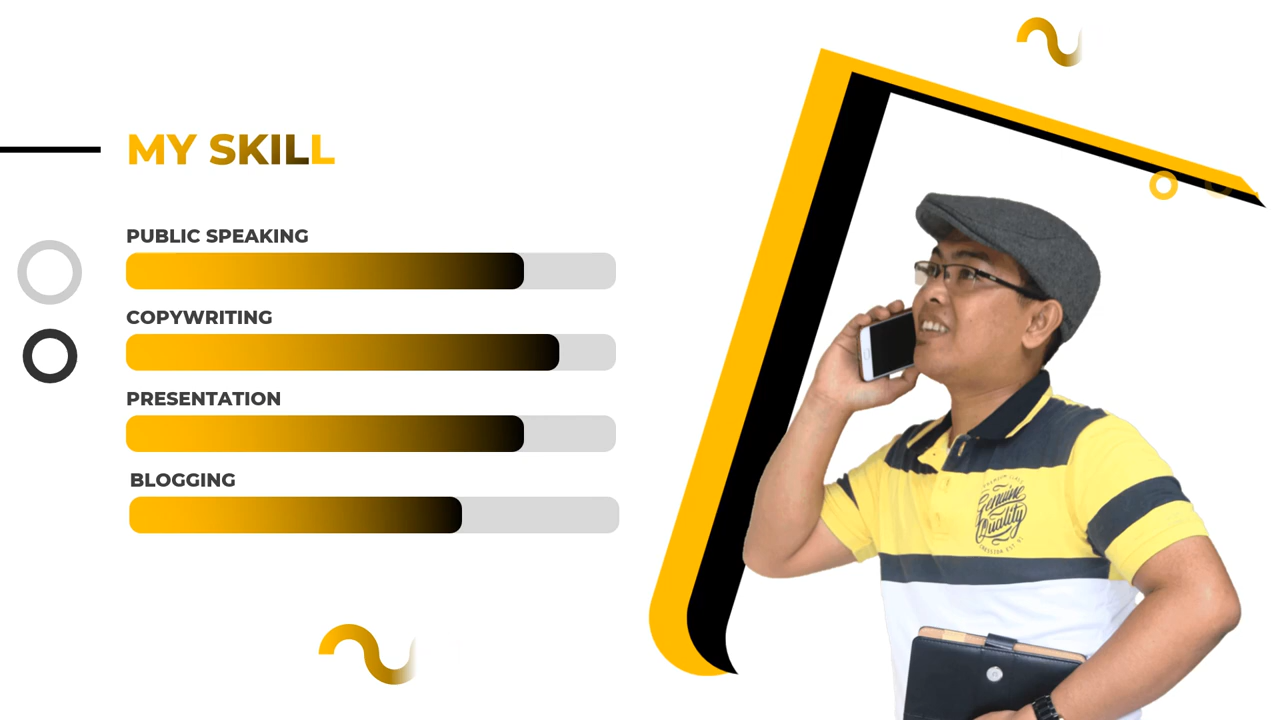 MY SKILL
PUBLIC SPEAKING
COPYWRITING
PRESENTATION
BLOGGING
Genuine
Quality